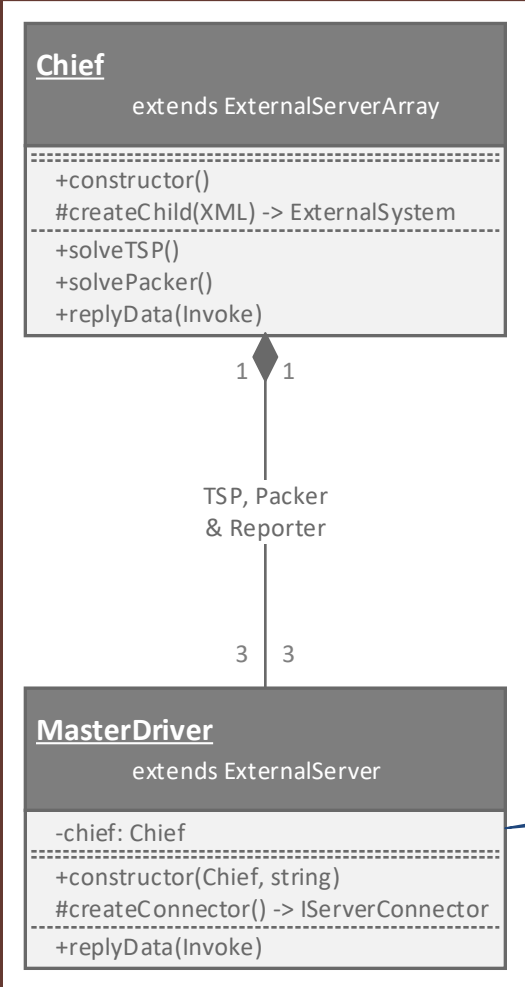 Chief
extends ExternalServerArray
+constructor()
#createChild(XML) -> ExternalSystem
+solveTSP()
+solvePacker()
+replyData(Invoke)
1 1
TSP, Packer
& Reporter
3 3
MasterDriver
extends ExternalServer
-chief: Chief
+constructor(Chief, string)
#createConnector() -> IServerConnector
+replyData(Invoke)